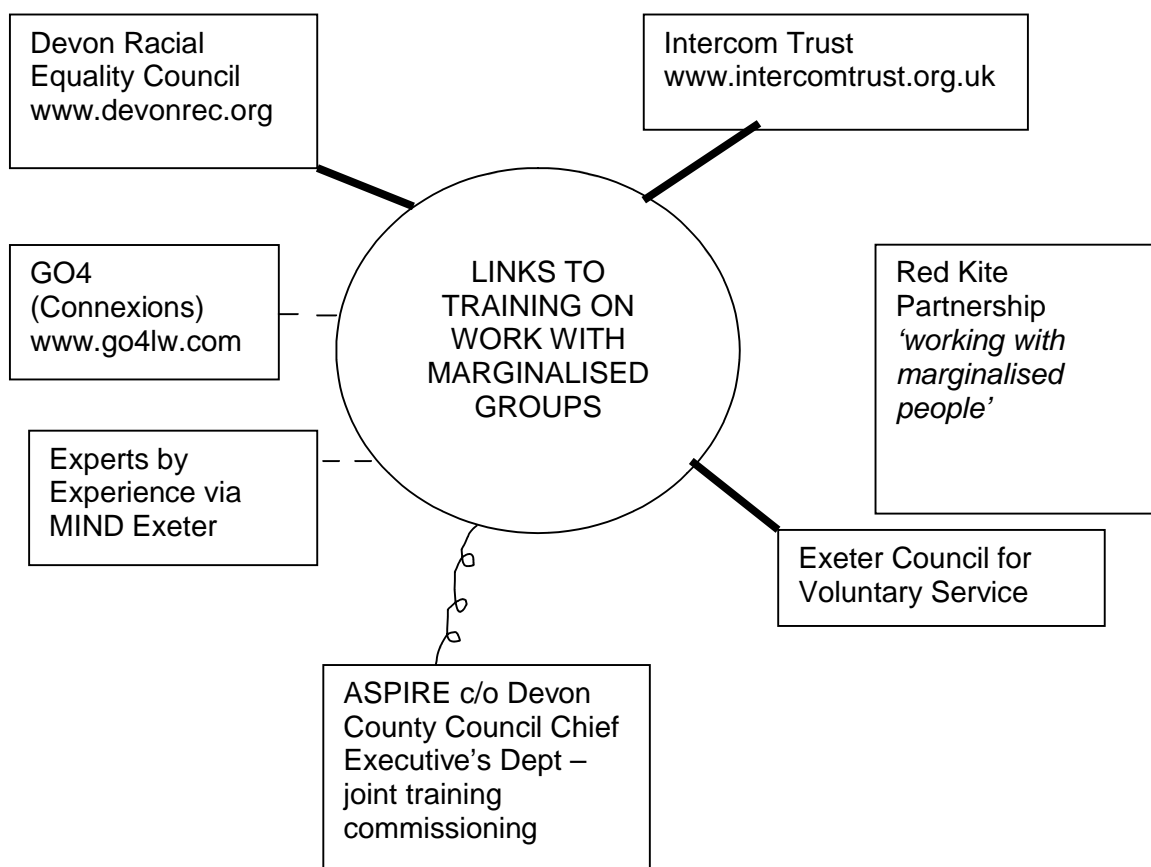 Devon Racial
Equality Council
www.devonrec.org
Intercom Trust
www.intercomtrust.org.uk
GO4
(Connexions)
www.go4lw.com
LINKS TO
TRAINING ON
WORK WITH
MARGINALISED
GROUPS
Red Kite
Partnership
‘working with
marginalised
people’
Experts by
Experience via
MIND Exeter
Exeter Council for
Voluntary Service
ASPIRE c/o Devon
County Council Chief
Executive’s Dept –
joint training
commissioning